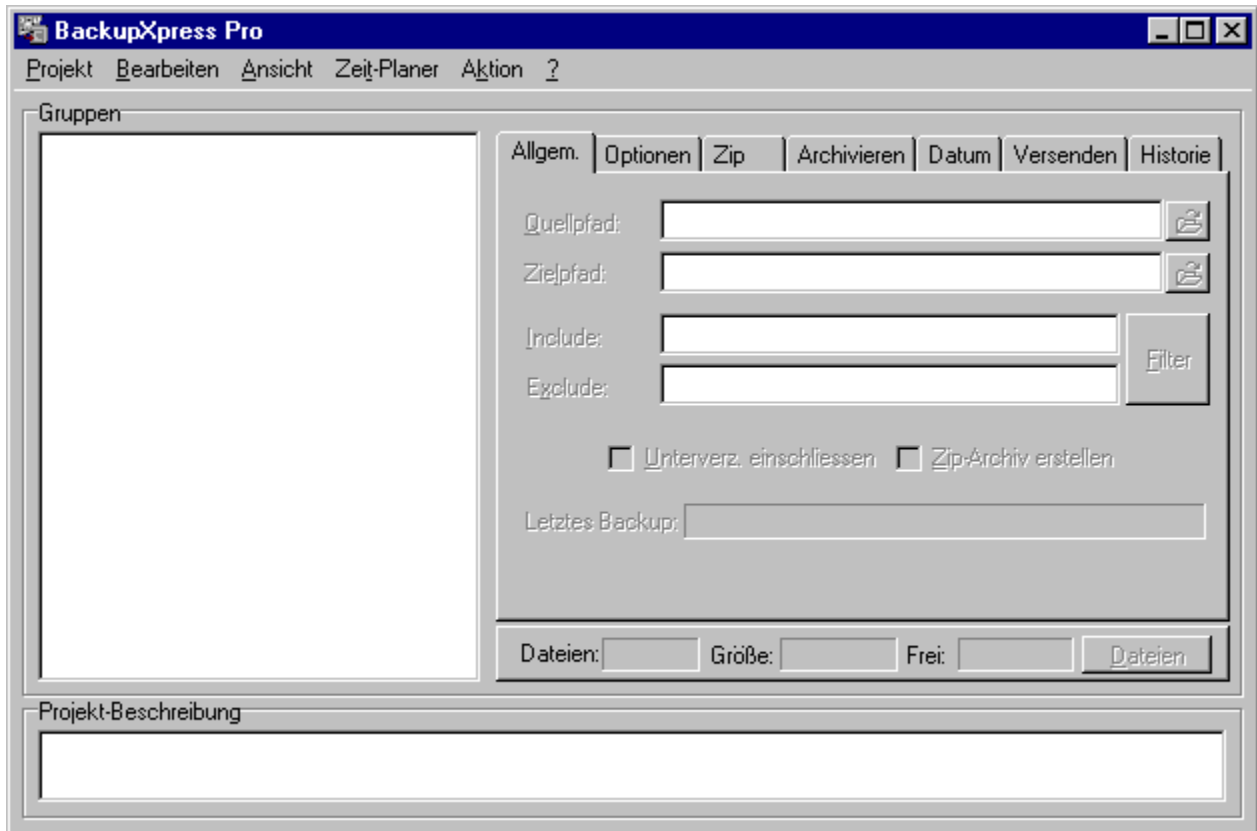 BackupXpress Pro
Projekt Bearbeiten Ansicht Zeit-Planer Aktion ?
Gruppen
Allgem. Optionen Zip Archivieren Datum Versenden Historie
Quellpfad:
Zielpfad:
Include:
Filter
Exclude:
Unterverz. einschliessen Zip-Archiv erstellen
Letztes Backup:
Dateien: Größe: Frei: Dateien
Projekt-Beschreibung